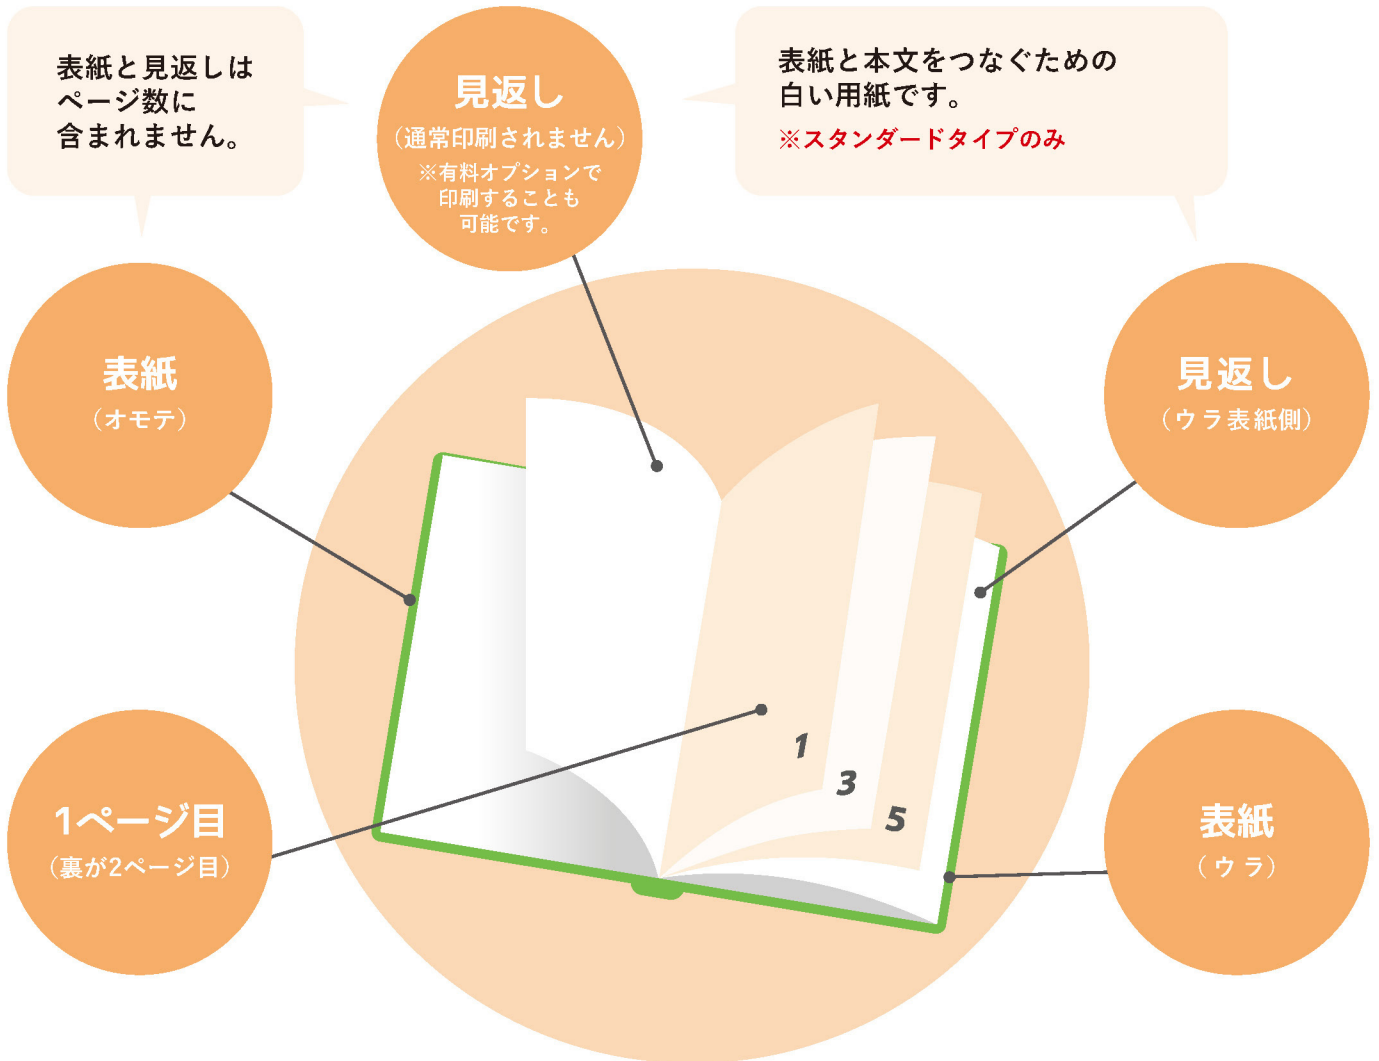 表紙と見返しは
ページ数に
含まれません。
見返し
（通常印刷されません）
※有料オプションで
印刷することも
可能です。
表紙と本文をつなぐための
白い用紙です。
※スタンダードタイプのみ
表紙
（オモテ）
見返し
（ウラ表紙側）
1ページ目
（裏が2ページ目）
1
3
5
表紙
（ウラ）